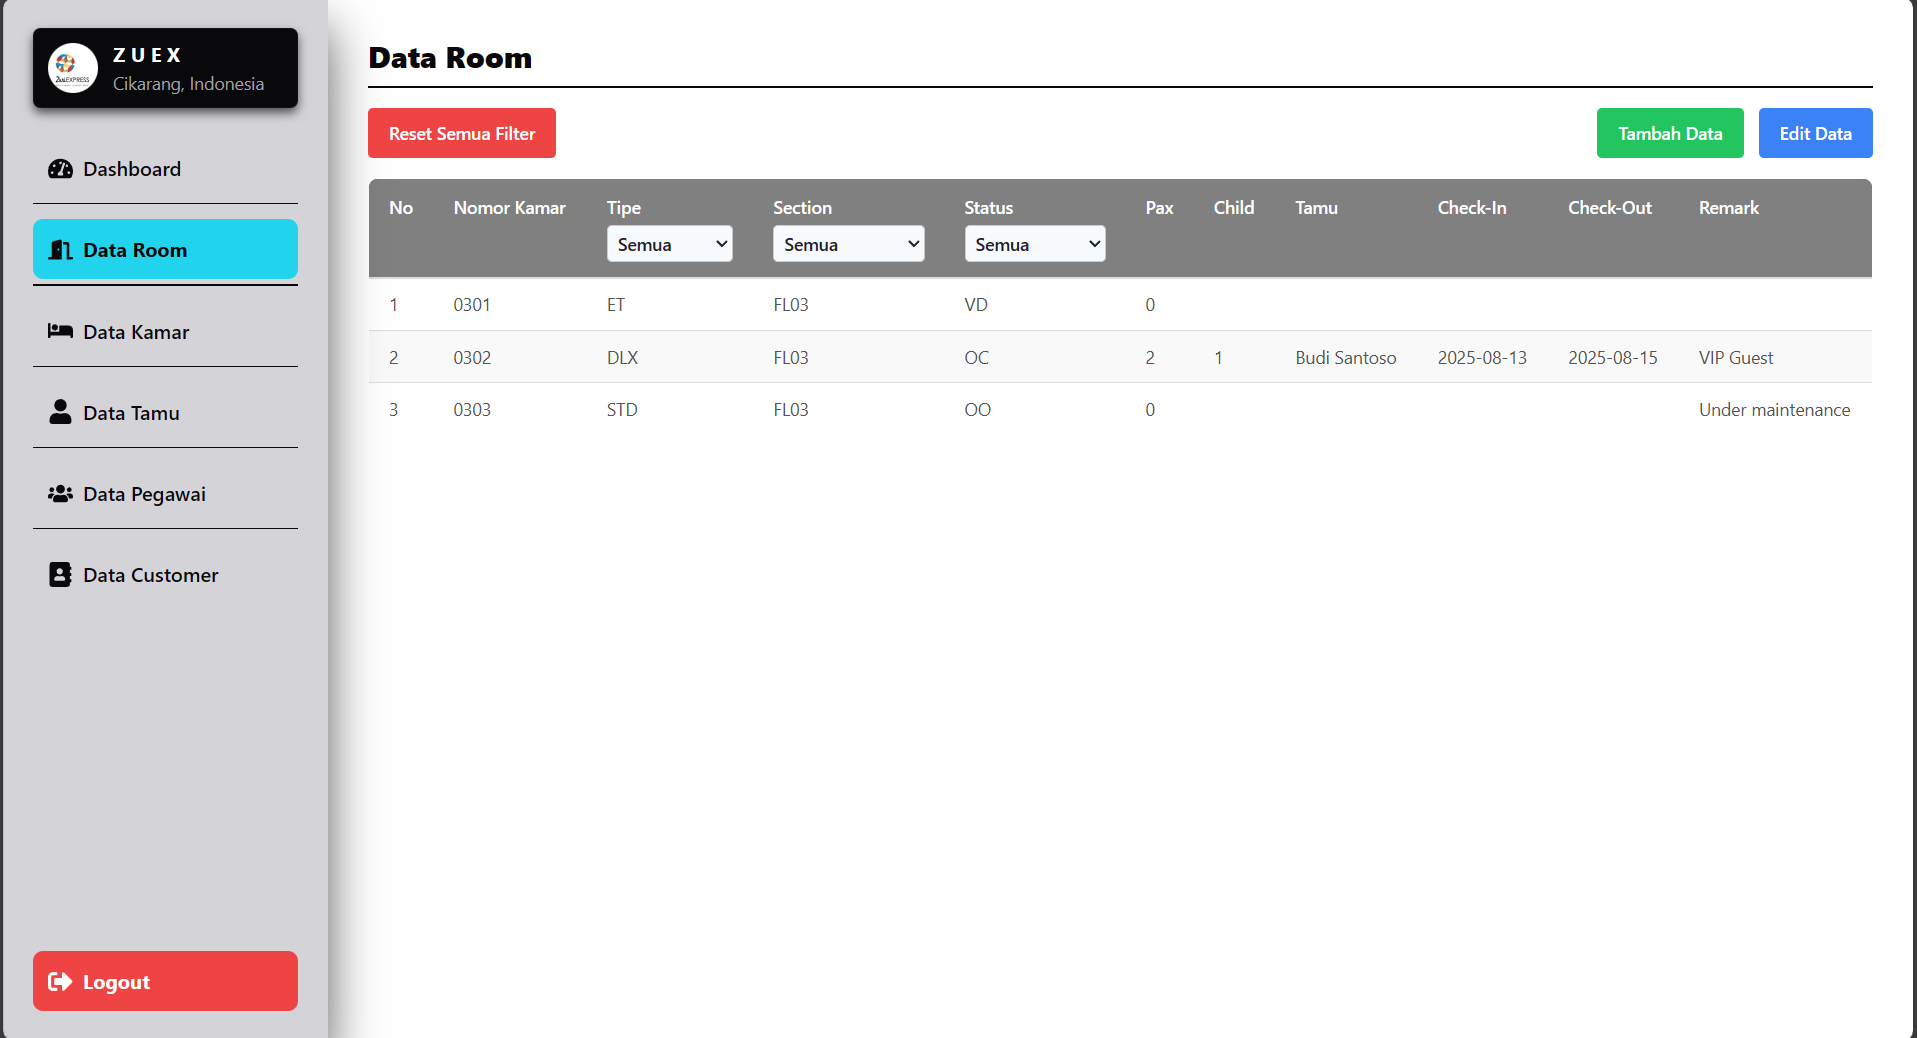 ZUEX
Cikarang, Indonesia
Dashboard
Data Room
Data Kamar
Data Tamu
Data Pegawai
Data Customer
Logout
Data Room
Reset Semua Filter
Tambah Data
Edit Data
No Nomor Kamar Tipe Section Status Pax Child Tamu Check-In Check-Out Remark
Semua Semua Semua
1 0301 ET FL03 VD 0
2 0302 DLX FL03 OC 2 1 Budi Santoso 2025-08-13 2025-08-15 VIP Guest
3 0303 STD FL03 OO 0 Under maintenance